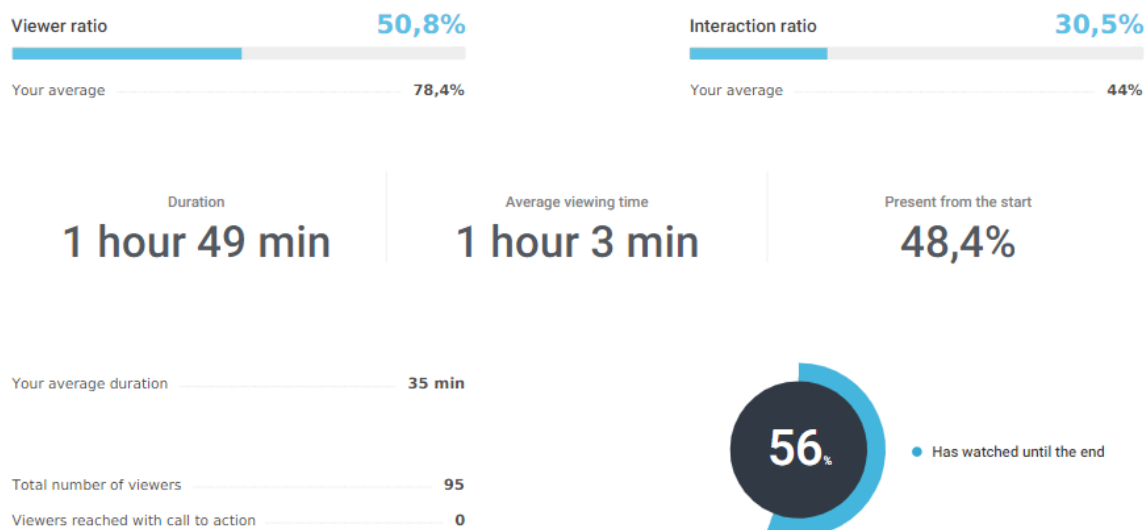 Viewer ratio 50,8%
Interaction ratio 30,5%
Your average 78,4%
Your average 44%
Duration
Average viewing time
Present from the start
1 hour 49 min
1 hour 3 min
48,4%
Your average duration 35 min
56%
Has watched until the end
Total number of viewers 95
Viewers reached with call to action 0